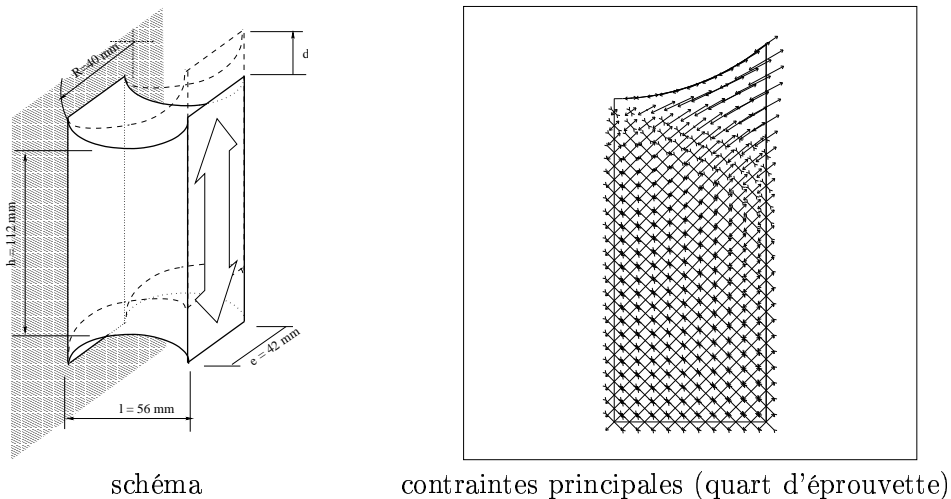 R=40 mm
d
h = 112 mm
e = 42 mm
l = 56 mm
schéma
contraintes principales (quart d'éprouvette)